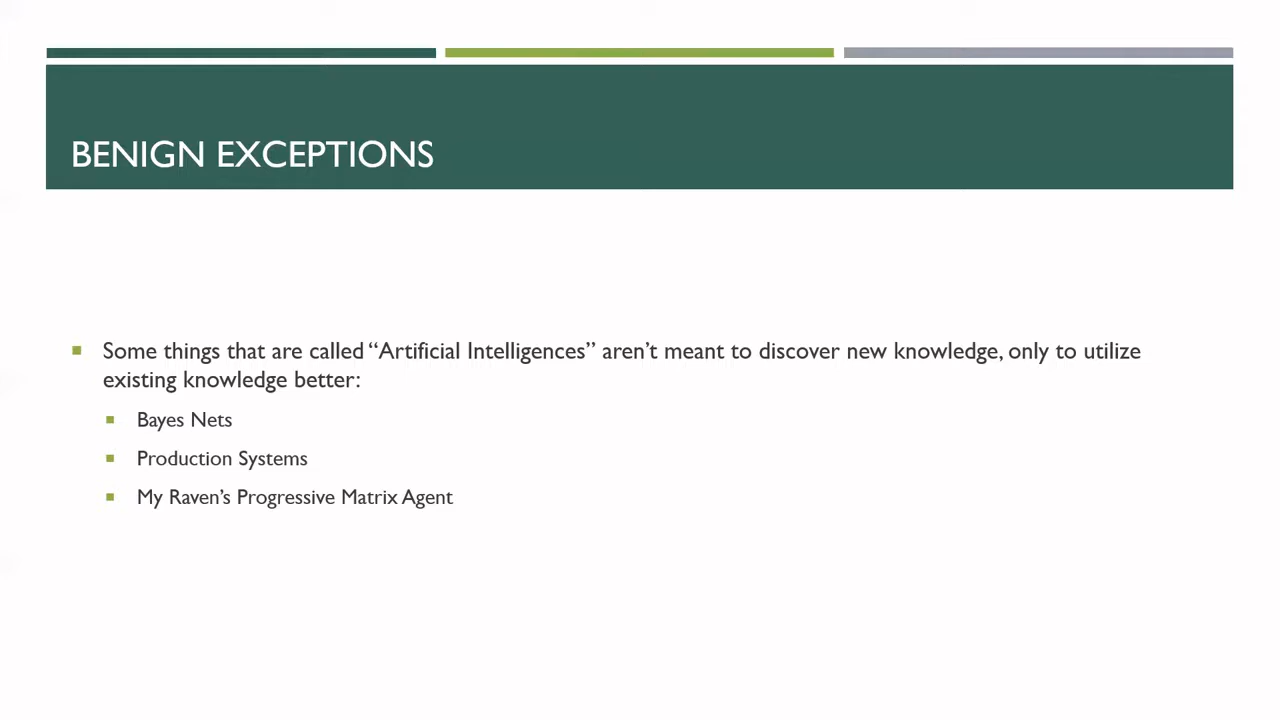 BENIGN EXCEPTIONS
Some things that are called “Artificial Intelligences” aren’t meant to discover new knowledge, only to utilize
existing knowledge better:
Bayes Nets
Production Systems
My Raven’s Progressive Matrix Agent